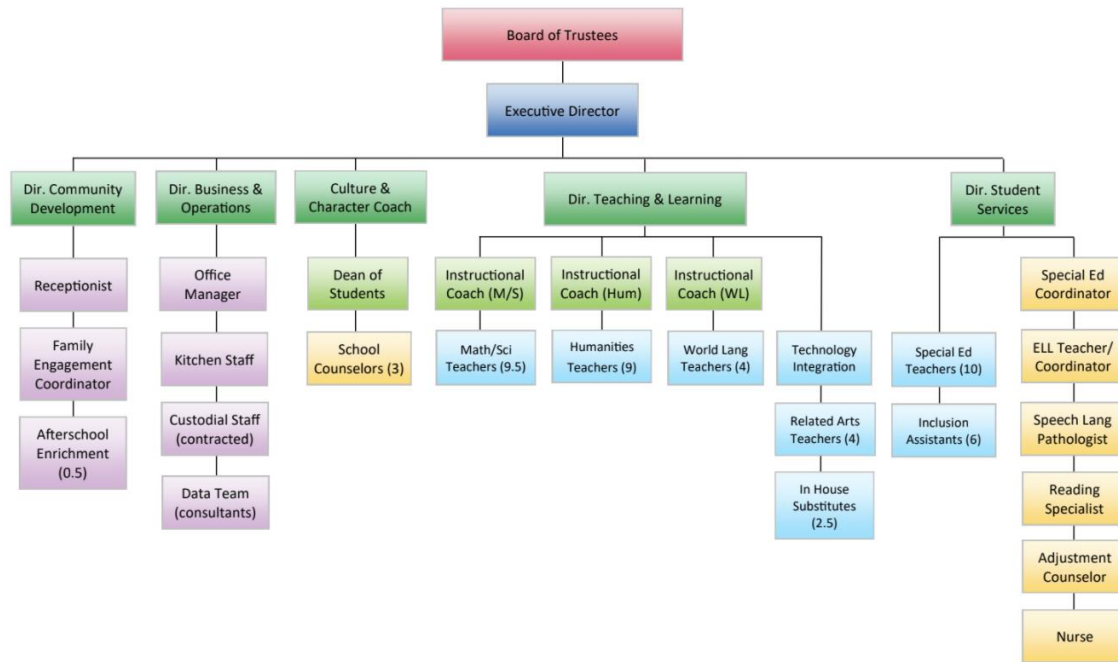 Board of Trustees
Executive Director
Dir. Community
Development
Dir. Business &
Operations
Culture &
Character Coach
Dir. Teaching & Learning
Dir. Student
Services
Receptionist
Family
Engagement
Coordinator
Afterschool
Enrichment
(0.5)
Office
Manager
Kitchen Staff
Custodial Staff
(contracted)
Data Team
(consultants)
Dean of
Students
School
Counselors (3)
Instructional
Coach (M/S)
Math/Sci
Teachers (9.5)
Instructional
Coach (Hum)
Humanities
Teachers (9)
Instructional
Coach (WL)
World Lang
Teachers (4)
Technology
Integration
Related Arts
Teachers (4)
In House
Substitutes
(2.5)
Special Ed
Teachers (10)
Inclusion
Assistants (6)
Special Ed
Coordinator
ELL Teacher/
Coordinator
Speech Lang
Pathologist
Reading
Specialist
Adjustment
Counselor
Nurse